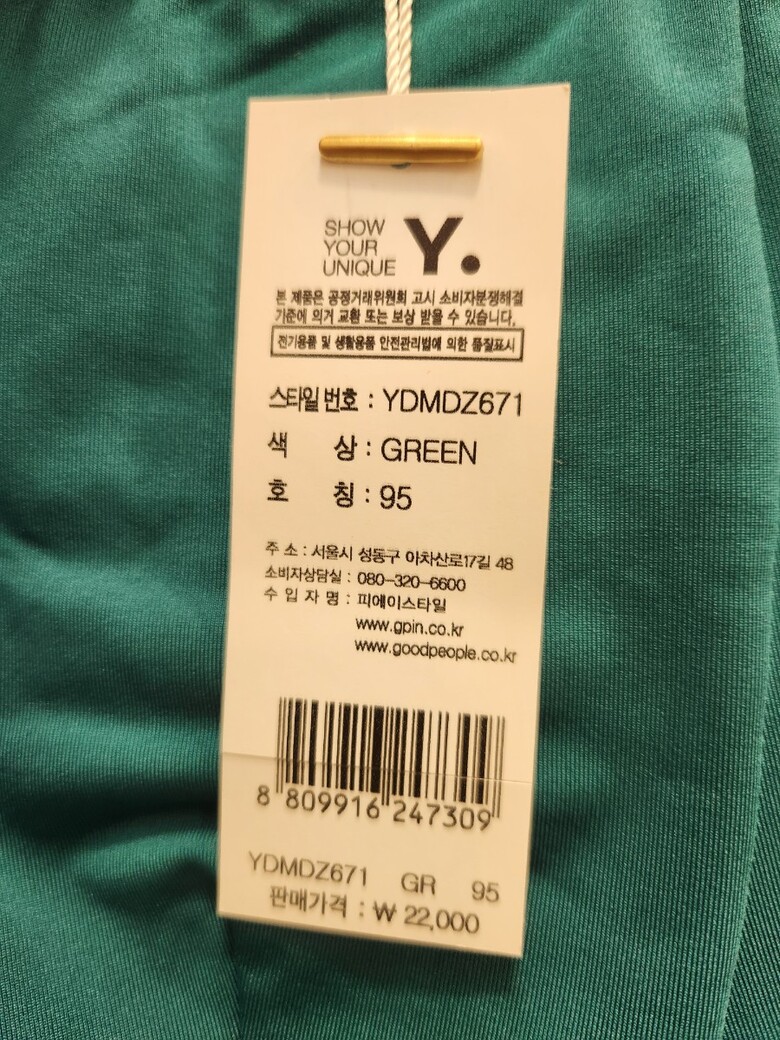 SHOW
YOUR
UNIQUE
Y.
본 제품은 공정거래위원회 고시 소비자분쟁해결
기준에 의거 교환 또는 보상 받을 수 있습니다.
전기용품 및 생활용품 안전관리법에 의한 품질표시
스타일 번호 : YDMDZ671
색 상 : GREEN
호 칭 : 95
주 소 : 서울시 성동구 아차산로17길 48
소비자상담실 : 080-320-6600
수 입 자 명 : 피에이스타일
www.gpin.co.kr
www.goodpeople.co.kr
8 809916 247309
YDMDZ671 GR 95
판매가격 : ₩ 22,000